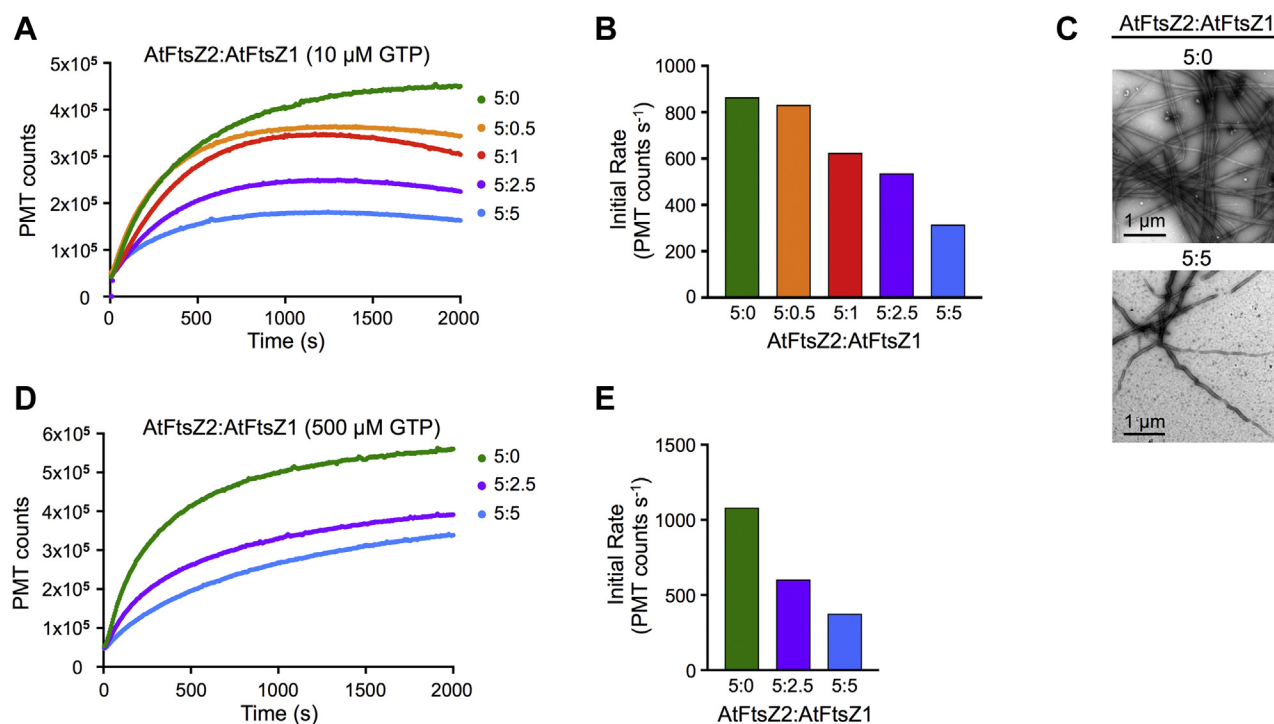 A
AtFtsZ2:AtFtsZ1 (10 µM GTP)
5x10⁵
4x10⁵
3x10⁵
2x10⁵
1x10⁵
0
PMT counts
0 500 1000 1500 2000
Time (s)
5:0
5:0.5
5:1
5:2.5
5:5
B
1000
800
600
400
200
0
Initial Rate
(PMT counts s⁻¹)
5:0 5:0.5 5:1 5:2.5 5:5
AtFtsZ2:AtFtsZ1
C
AtFtsZ2:AtFtsZ1
5:0
1 µm
5:5
1 µm
D
AtFtsZ2:AtFtsZ1 (500 µM GTP)
6x10⁵
5x10⁵
4x10⁵
3x10⁵
2x10⁵
1x10⁵
0
PMT counts
0 500 1000 1500 2000
Time (s)
5:0
5:2.5
5:5
E
1500
1000
500
0
Initial Rate
(PMT counts s⁻¹)
5:0 5:2.5 5:5
AtFtsZ2:AtFtsZ1